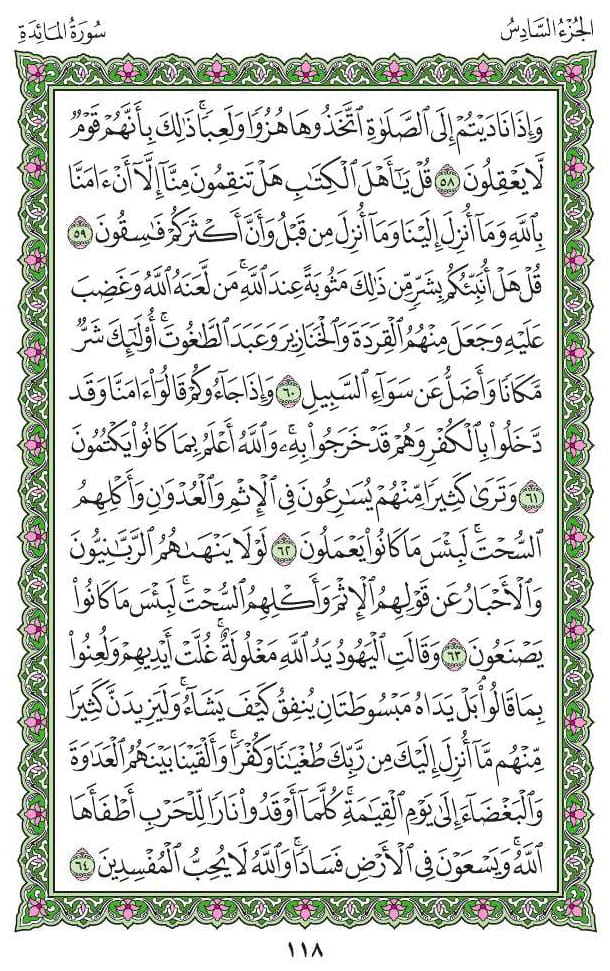 الجُزْءُ السَّادِسُ
سُورَةُ المَائِدَةِ
وَإِذَا نَادَيْتُمْ إِلَى ٱلصَّلَوٰةِ ٱتَّخَذُوهَا هُزُوًا وَلَعِبًا ۚ ذَٰلِكَ بِأَنَّهُمْ قَوْمٌ
لَّا يَعْقِلُونَ ٥٨ قُلْ يَـٰٓأَهْلَ ٱلْكِتَـٰبِ هَلْ تَنقِمُونَ مِنَّآ إِلَّآ أَنْ ءَامَنَّا
بِٱللَّهِ وَمَآ أُنزِلَ إِلَيْنَا وَمَآ أُنزِلَ مِن قَبْلُ وَأَنَّ أَكْثَرَكُمْ فَـٰسِقُونَ ٥٩
قُلْ هَلْ أُنَبِّئُكُم بِشَرٍّ مِّن ذَٰلِكَ مَثُوبَةً عِندَ ٱللَّهِ ۚ مَن لَّعَنَهُ ٱللَّهُ وَغَضِبَ
عَلَيْهِ وَجَعَلَ مِنْهُمُ ٱلْقِرَدَةَ وَٱلْخَنَازِيرَ وَعَبَدَ ٱلطَّـٰغُوتَ ۚ أُو۟لَـٰٓئِكَ شَرٌّ
مَّكَانًا وَأَضَلُّ عَن سَوَآءِ ٱلسَّبِيلِ ٦٠ وَإِذَا جَآءُوكُمْ قَالُوٓا۟ ءَامَنَّا وَقَد
دَّخَلُوا۟ بِٱلْكُفْرِ وَهُمْ قَدْ خَرَجُوا۟ بِهِۦ ۚ وَٱللَّهُ أَعْلَمُ بِمَا كَانُوا۟ يَكْتُمُونَ
٦١ وَتَرَىٰ كَثِيرًا مِّنْهُمْ يُسَـٰرِعُونَ فِى ٱلْإِثْمِ وَٱلْعُدْوَٰنِ وَأَكْلِهِمُ
ٱلسُّحْتَ ۚ لَبِئْسَ مَا كَانُوا۟ يَعْمَلُونَ ٦٢ لَوْلَا يَنْهَىٰهُمُ ٱلرَّبَّـٰنِيُّونَ
وَٱلْأَحْبَارُ عَن قَوْلِهِمُ ٱلْإِثْمَ وَأَكْلِهِمُ ٱلسُّحْتَ ۚ لَبِئْسَ مَا كَانُوا۟
يَصْنَعُونَ ٦٣ وَقَالَتِ ٱلْيَهُودُ يَدُ ٱللَّهِ مَغْلُولَةٌ ۚ غُلَّتْ أَيْدِيهِمْ وَلُعِنُوا۟
بِمَا قَالُوا۟ ۘ بَلْ يَدَاهُ مَبْسُوطَتَانِ يُنفِقُ كَيْفَ يَشَآءُ ۚ وَلَيَزِيدَنَّ كَثِيرًا
مِّنْهُم مَّآ أُنزِلَ إِلَيْكَ مِن رَّبِّكَ طُغْيَـٰنًا وَكُفْرًا ۚ وَأَلْقَيْنَا بَيْنَهُمُ ٱلْعَدَٰوَةَ
وَٱلْبَغْضَآءَ إِلَىٰ يَوْمِ ٱلْقِيَـٰمَةِ ۚ كُلَّمَآ أَوْقَدُوا۟ نَارًا لِّلْحَرْبِ أَطْفَأَهَا
ٱللَّهُ ۚ وَيَسْعَوْنَ فِى ٱلْأَرْضِ فَسَادًا ۚ وَٱللَّهُ لَا يُحِبُّ ٱلْمُفْسِدِينَ ٦٤
١١٨